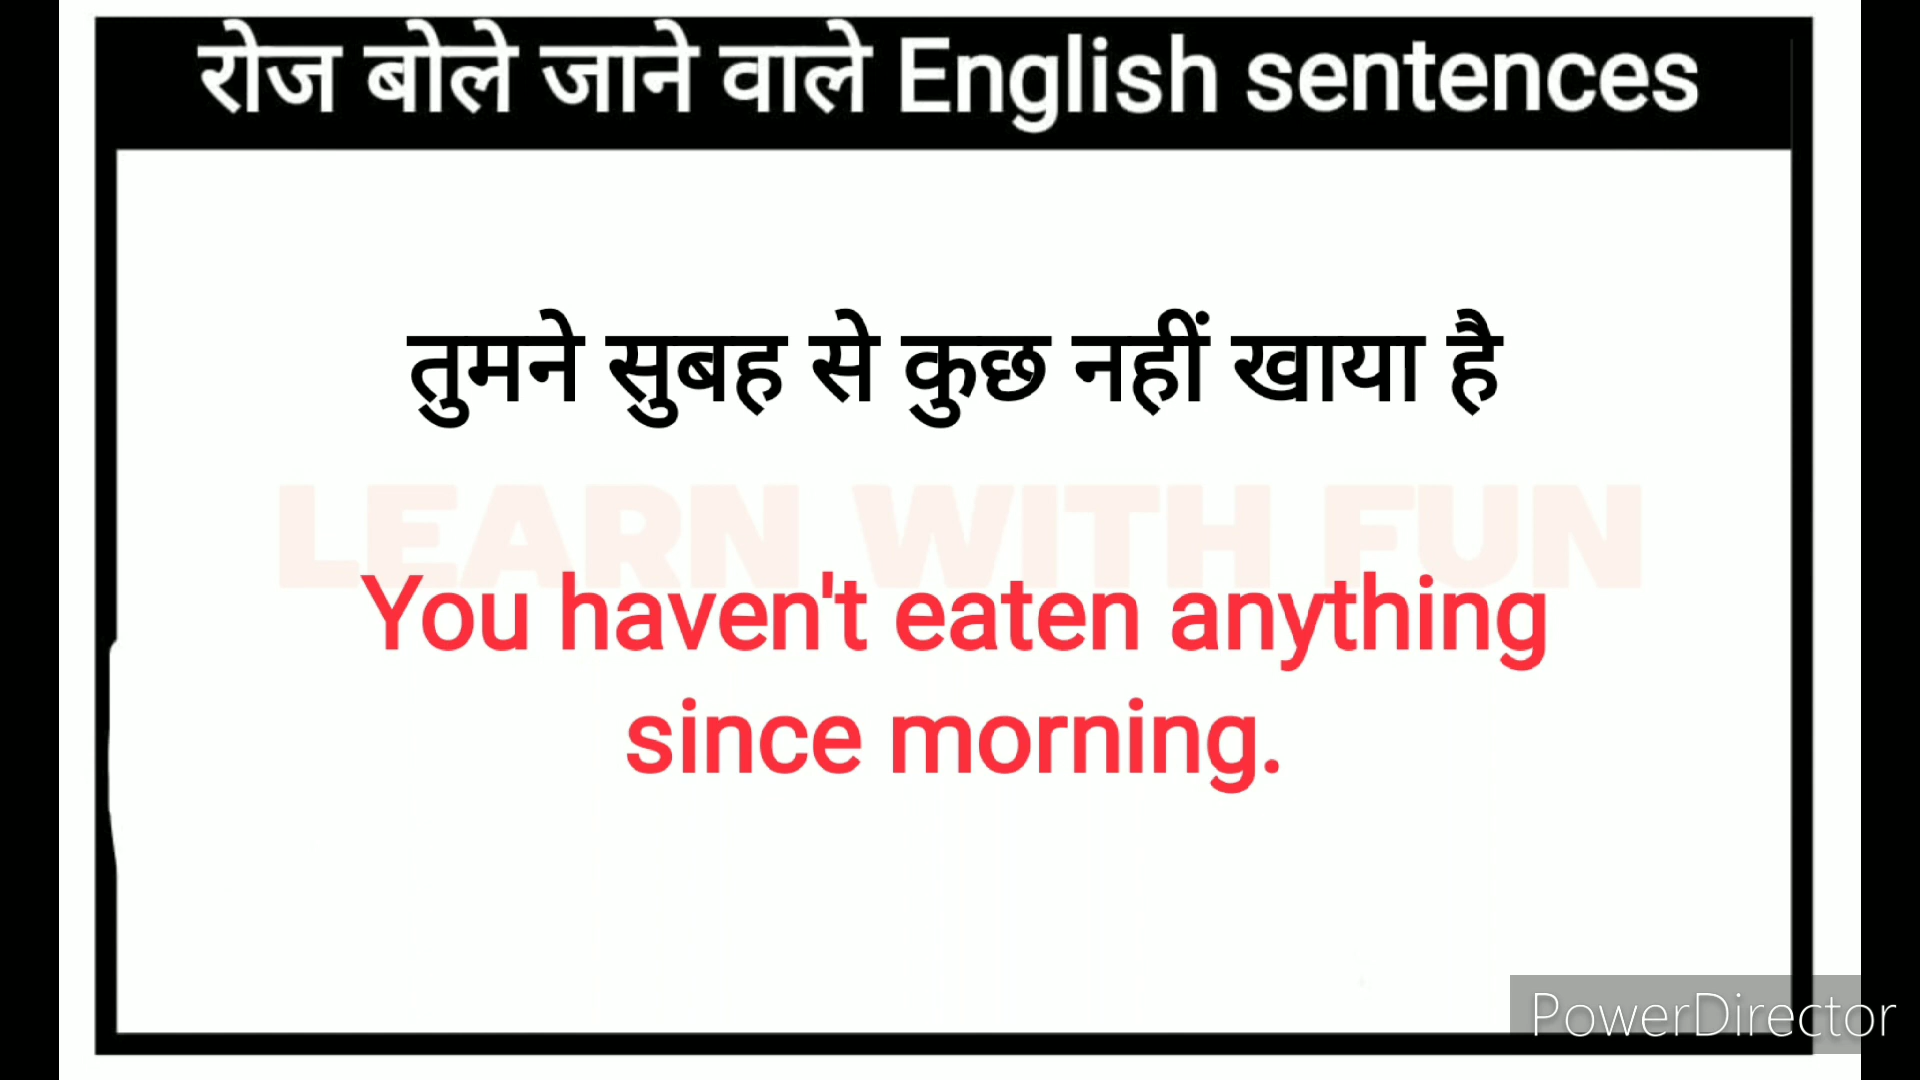 रोज बोले जाने वाले English sentences
तुमने सुबह से कुछ नहीं खाया है
LEARN WITH FUN
You haven't eaten anything
since morning.
PowerDirector